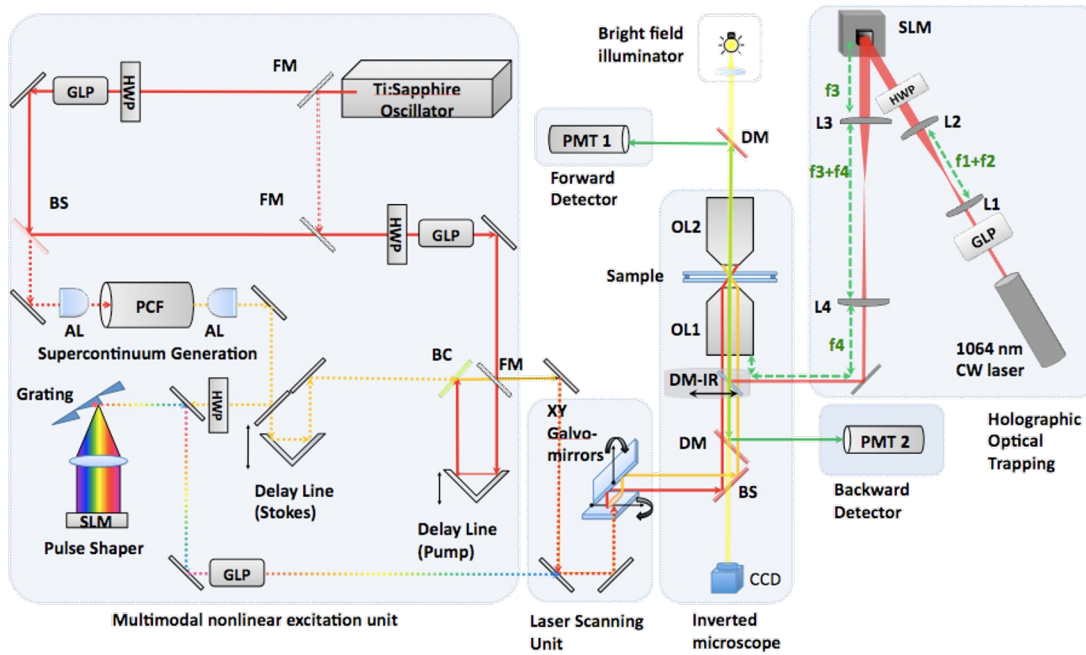 FM
Ti:Sapphire
Oscillator
GLP
HWP
BS
FM
HWP
GLP
PCF
AL
AL
Supercontinuum Generation
BC
FM
Grating
HWP
SLM
Pulse Shaper
Delay Line
(Stokes)
Delay Line
(Pump)
GLP
Multimodal nonlinear excitation unit
XY
Galvo-
mirrors
Laser Scanning
Unit
Bright field
illuminator
PMT 1
DM
Forward
Detector
OL2
Sample
OL1
DM-IR
DM
BS
CCD
Inverted
microscope
PMT 2
Backward
Detector
SLM
f3
HWP
L3
L2
f1+f2
f3+f4
L1
GLP
L4
f4
1064 nm
CW laser
Holographic
Optical
Trapping